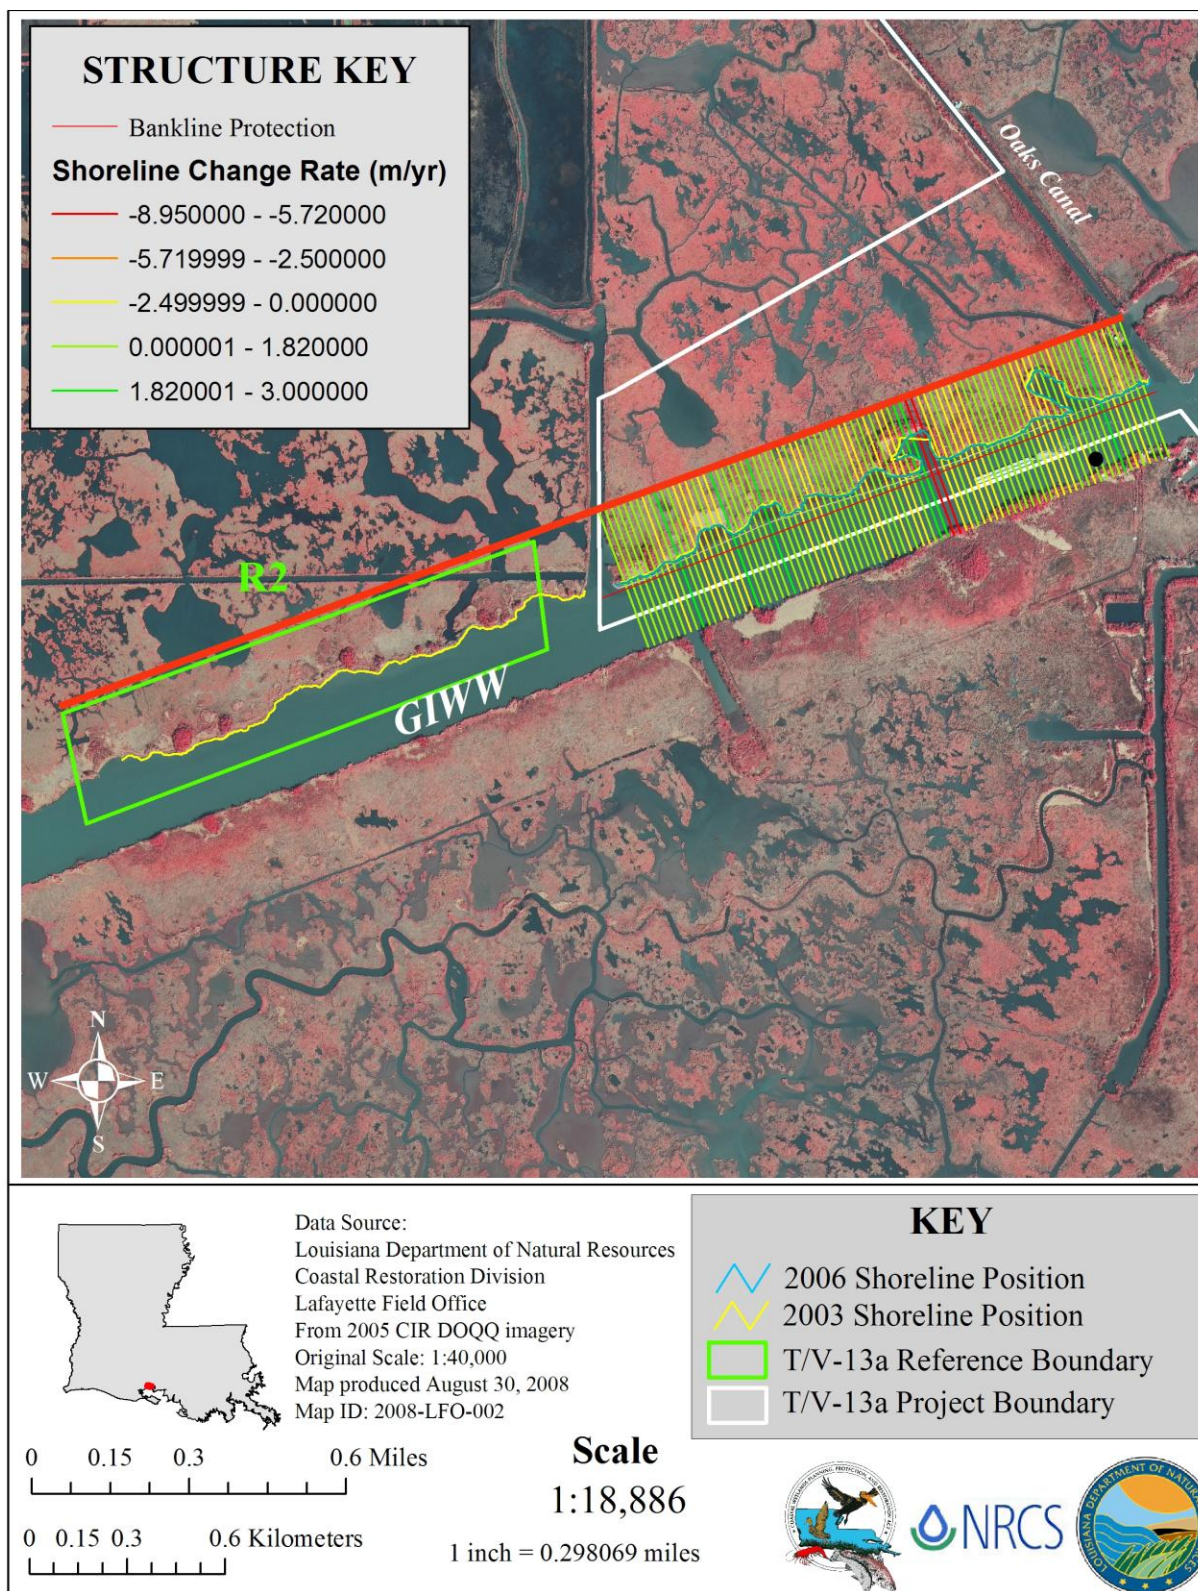 STRUCTURE KEY
Bankline Protection
Shoreline Change Rate (m/yr)
-8.950000 - -5.720000
-5.719999 - -2.500000
-2.499999 - 0.000000
0.000001 - 1.820000
1.820001 - 3.000000
Oaks Canal
R2
GIWW
N
W E
S
Data Source:
Louisiana Department of Natural Resources
Coastal Restoration Division
Lafayette Field Office
From 2005 CIR DOQQ imagery
Original Scale: 1:40,000
Map produced August 30, 2008
Map ID: 2008-LFO-002
KEY
2006 Shoreline Position
2003 Shoreline Position
T/V-13a Reference Boundary
T/V-13a Project Boundary
0 0.15 0.3 0.6 Miles
0 0.15 0.3 0.6 Kilometers
Scale
1:18,886
1 inch = 0.298069 miles
NRCS